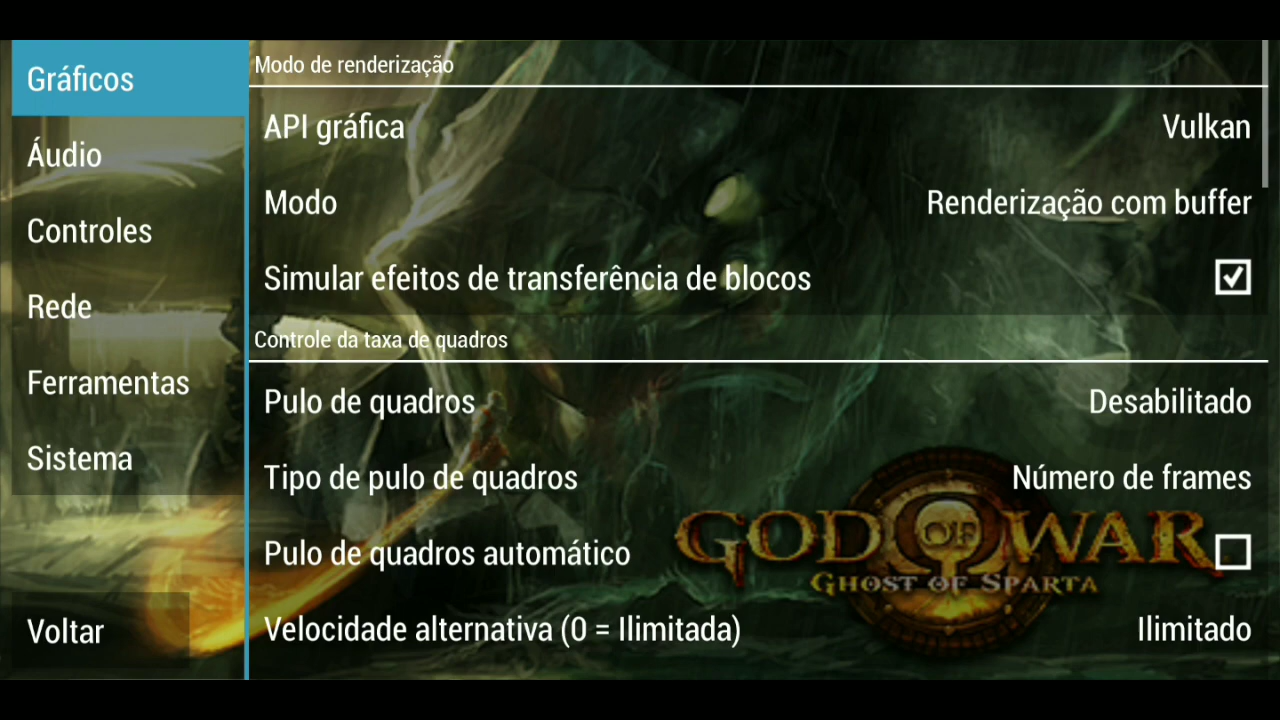 Gráficos
Áudio
Controles
Rede
Ferramentas
Sistema
Voltar
Modo de renderização
API gráfica Vulkan
Modo Renderização com buffer
Simular efeitos de transferência de blocos
Controle da taxa de quadros
Pulo de quadros Desabilitado
Tipo de pulo de quadros Número de frames
Pulo de quadros automático
Velocidade alternativa (0 = Ilimitada) Ilimitado
GOD OF WAR
GHOST OF SPARTA